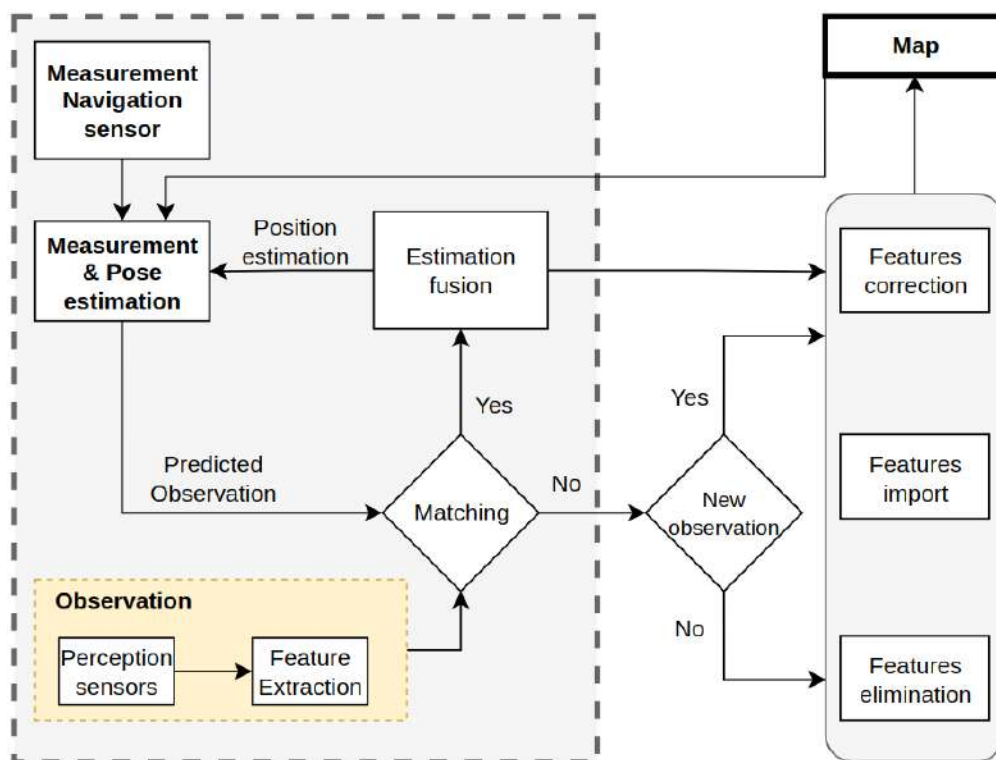 Measurement
Navigation
sensor
Map
Measurement
& Pose
estimation
Position
estimation
Estimation
fusion
Features
correction
Yes
Yes
Predicted
Observation
Matching
No
New
observation
Features
import
No
Observation
Perception
sensors
Feature
Extraction
Features
elimination